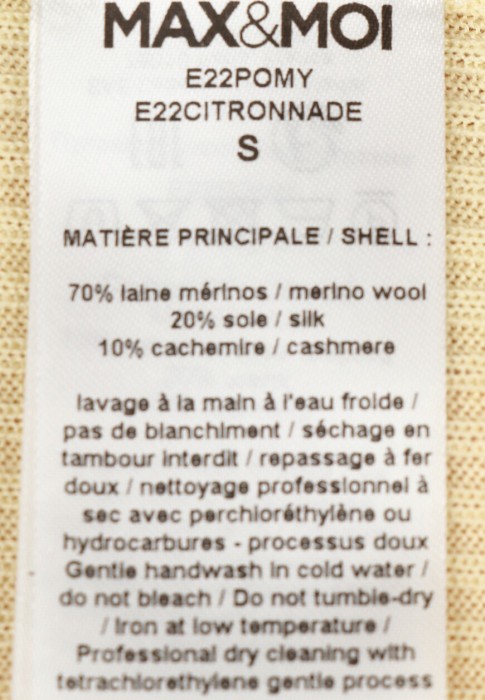 MAX&MOI
E22POMY
E22CITRONNADE
S
MATIÈRE PRINCIPALE / SHELL :
70% laine mérinos / merino wool
20% soie / silk
10% cachemire / cashmere
lavage à la main à l'eau froide /
pas de blanchiment / séchage en
tambour interdit / repassage à fer
doux / nettoyage professionnel à
sec avec perchloréthylène ou
hydrocarbures - processus doux
Gentle handwash in cold water /
do not bleach / Do not tumble-dry
/ Iron at low temperature /
Professional dry cleaning with
tetrachlorethylene gentle process